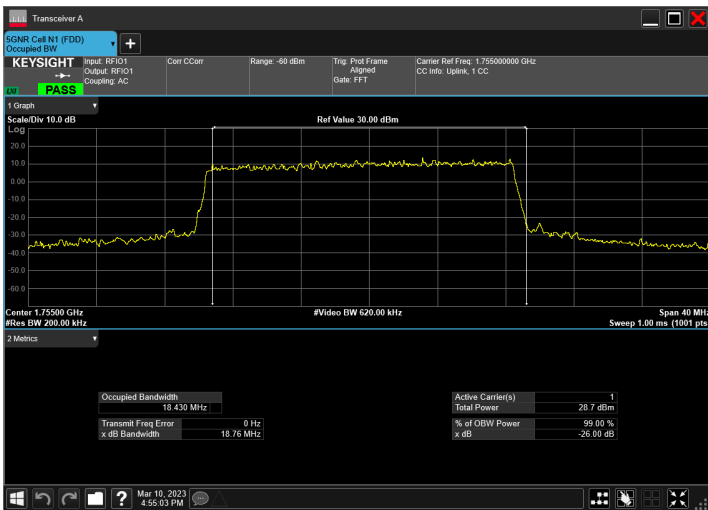 Transceiver A
5GNR Cell N1 (FDD)
Occupied BW
KEYSIGHT
LXI
PASS
Input: RFIO1
Output: RFIO1
Coupling: AC
Corr CCorr
Range: -60 dBm
Trig: Prot Frame
Aligned
Gate: FFT
Carrier Ref Freq: 1.755000000 GHz
CC Info: Uplink, 1 CC
1 Graph
Scale/Div 10.0 dB
Ref Value 30.00 dBm
Log
20.0
10.0
0.00
-10.0
-20.0
-30.0
-40.0
-50.0
-60.0
Center 1.75500 GHz
#Video BW 620.00 kHz
Span 40 MHz
#Res BW 200.00 kHz
Sweep 1.00 ms (1001 pts
2 Metrics
Occupied Bandwidth
18.430 MHz
Transmit Freq Error 0 Hz
x dB Bandwidth 18.76 MHz
Active Carrier(s) 1
Total Power 28.7 dBm
% of OBW Power 99.00 %
x dB -26.00 dB
Mar 10, 2023
4:55:03 PM